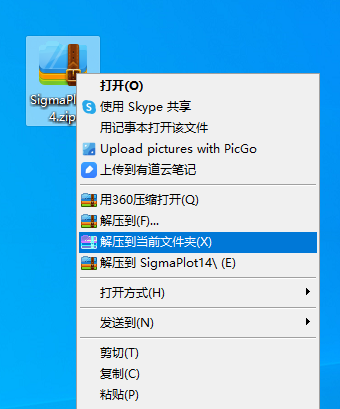 SigmaPl
4.zip
打开(O)
使用 Skype 共享
用记事本打开该文件
Upload pictures with PicGo
上传到有道云笔记
用360压缩打开(Q)
解压到(F)...
解压到当前文件夹(X)
解压到 SigmaPlot14\ (E)
打开方式(H)
发送到(N)
剪切(T)
复制(C)
粘贴(P)